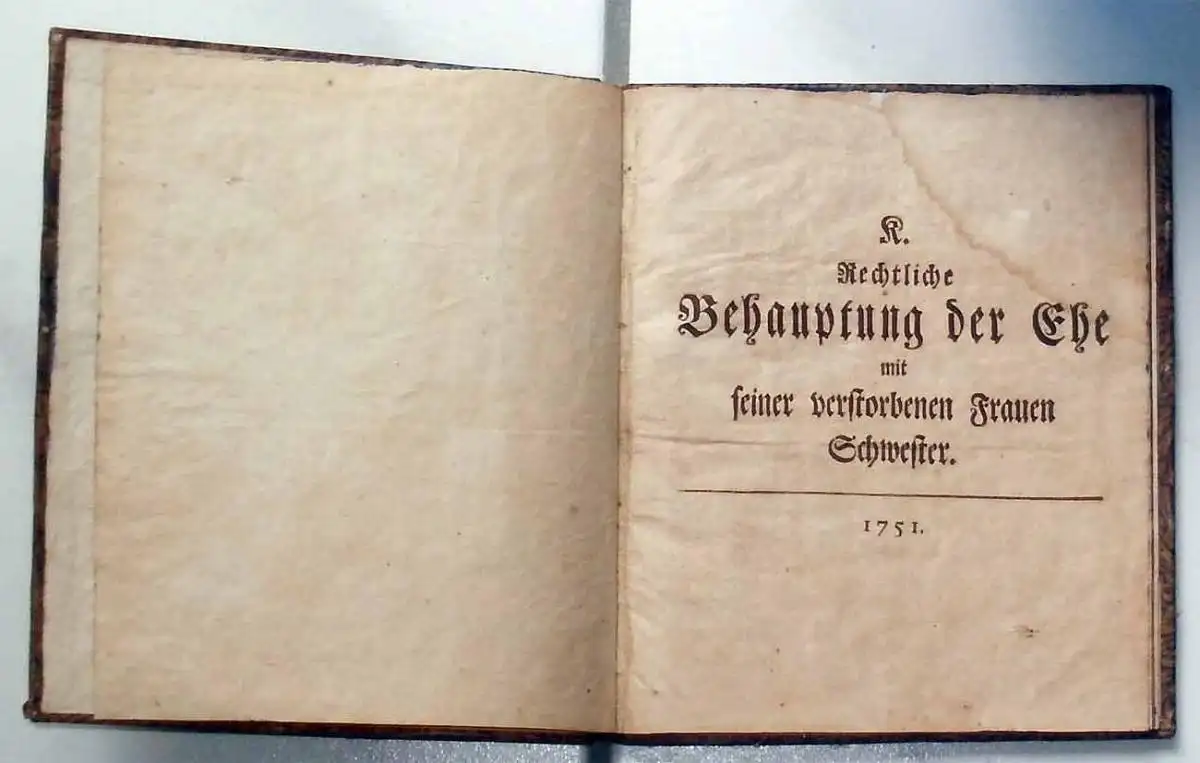 K.
Rechtliche
Behauptung der Ehe
mit
seiner verstorbenen Frauen
Schwester.
1751.